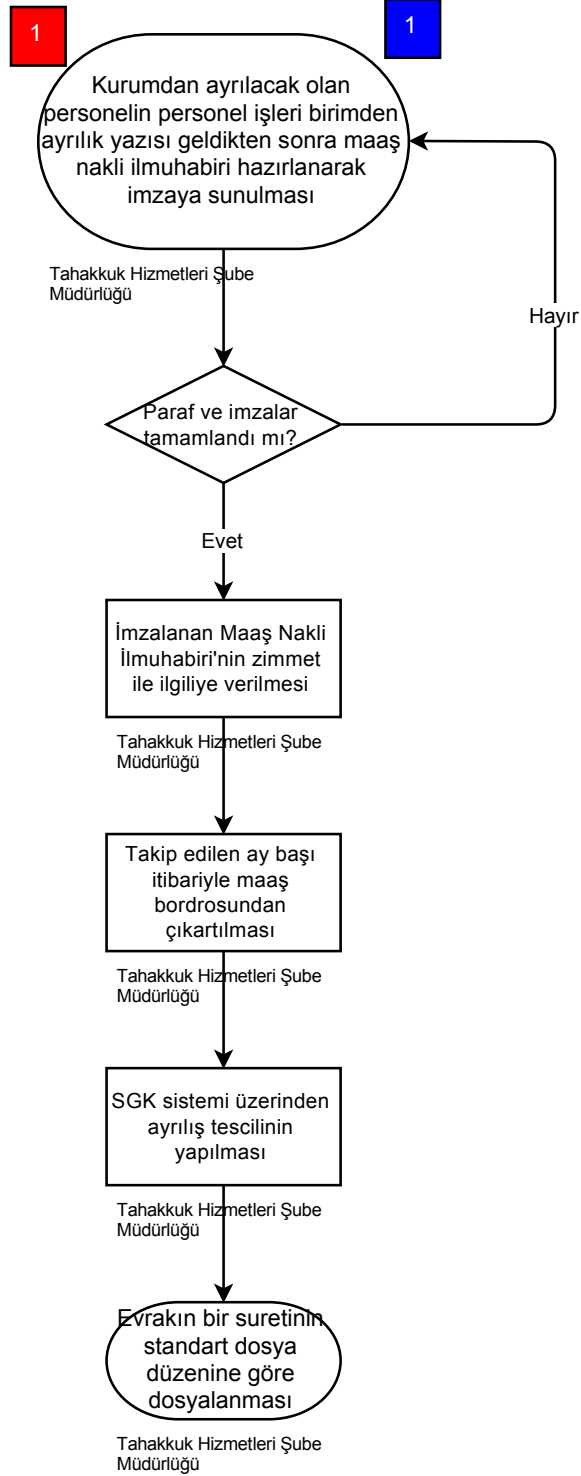 1
1
Kurumdan ayrılacak olan
personelin personel işleri birimden
ayrılık yazısı geldikten sonra maaş
nakli ilmuhabiri hazırlanarak
imzaya sunulması
Tahakkuk Hizmetleri Şube
Müdürlüğü
Hayır
Paraf ve imzalar
tamamlandı mı?
Evet
İmzalanan Maaş Nakli
İlmuhabiri'nin zimmet
ile ilgiliye verilmesi
Tahakkuk Hizmetleri Şube
Müdürlüğü
Takip edilen ay başı
itibariyle maaş
bordrosundan
çıkartılması
Tahakkuk Hizmetleri Şube
Müdürlüğü
SGK sistemi üzerinden
ayrılış tescilinin
yapılması
Tahakkuk Hizmetleri Şube
Müdürlüğü
Evrakın bir suretinin
standart dosya
düzenine göre
dosyalanması
Tahakkuk Hizmetleri Şube
Müdürlüğü